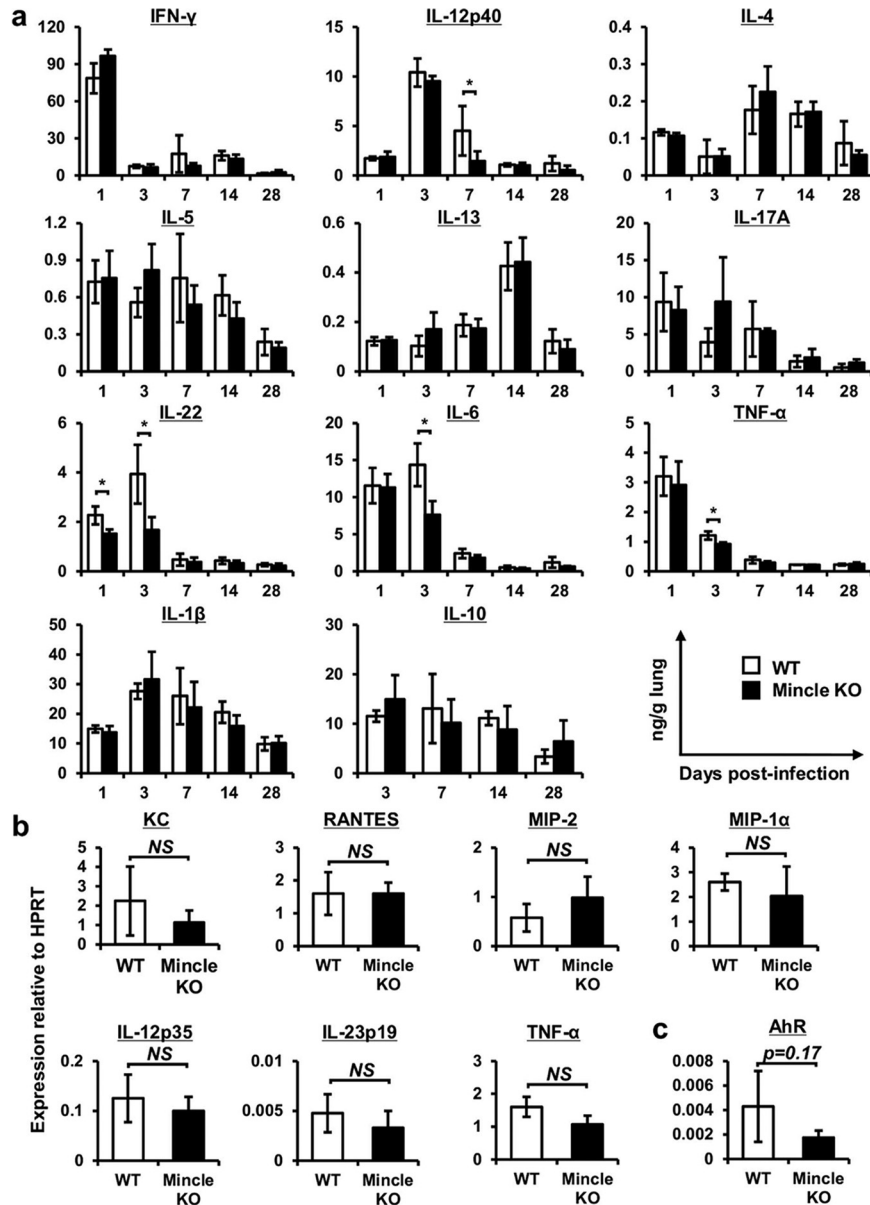 a
IFN-γ
120
90
60
30
0
1 3 7 14 28
IL-12p40
15
10
5
0
*
1 3 7 14 28
IL-4
0.4
0.3
0.2
0.1
0
1 3 7 14 28
IL-5
1.2
0.9
0.6
0.3
0
1 3 7 14 28
IL-13
0.6
0.4
0.2
0
1 3 7 14 28
IL-17A
20
15
10
5
0
1 3 7 14 28
IL-22
6
4
2
0
* *
1 3 7 14 28
IL-6
20
15
10
5
0
*
1 3 7 14 28
TNF-α
5
4
3
2
1
0
*
1 3 7 14 28
IL-1β
50
40
30
20
10
0
1 3 7 14 28
IL-10
30
20
10
0
3 7 14 28
ng/g lung
WT
Mincle KO
Days post-infection
b
Expression relative to HPRT
KC
5
4
3
2
1
0
NS
WT Mincle
KO
RANTES
3
2
1
0
NS
WT Mincle
KO
MIP-2
2
1
0
NS
WT Mincle
KO
MIP-1α
4
3
2
1
0
NS
WT Mincle
KO
IL-12p35
0.2
0.1
0
NS
WT Mincle
KO
IL-23p19
0.01
0.005
0
NS
WT Mincle
KO
TNF-α
3
2
1
0
NS
WT Mincle
KO
c
AhR
0.008
0.006
0.004
0.002
0
p=0.17
WT Mincle
KO